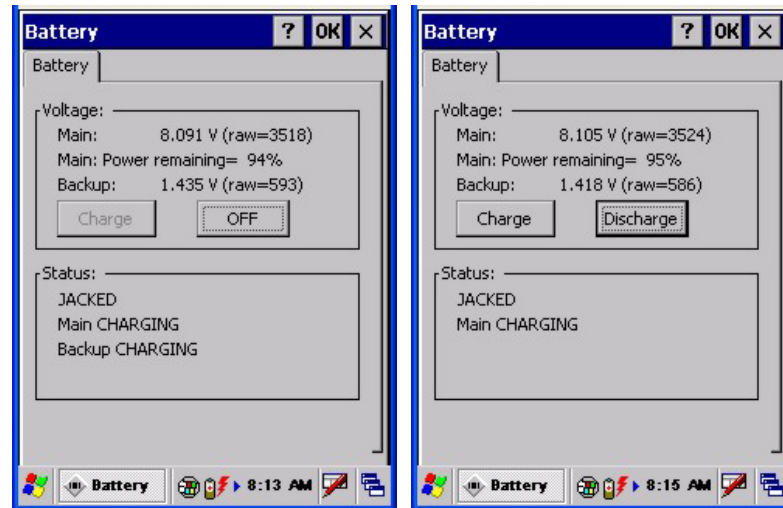 Battery ? OK ×
Battery
Voltage:
Main: 8.091 V (raw=3518)
Main: Power remaining= 94%
Backup: 1.435 V (raw=593)
Charge OFF
Status:
JACKED
Main CHARGING
Backup CHARGING
Battery 8:13 AM
Battery ? OK ×
Battery
Voltage:
Main: 8.105 V (raw=3524)
Main: Power remaining= 95%
Backup: 1.418 V (raw=586)
Charge Discharge
Status:
JACKED
Main CHARGING
Battery 8:15 AM